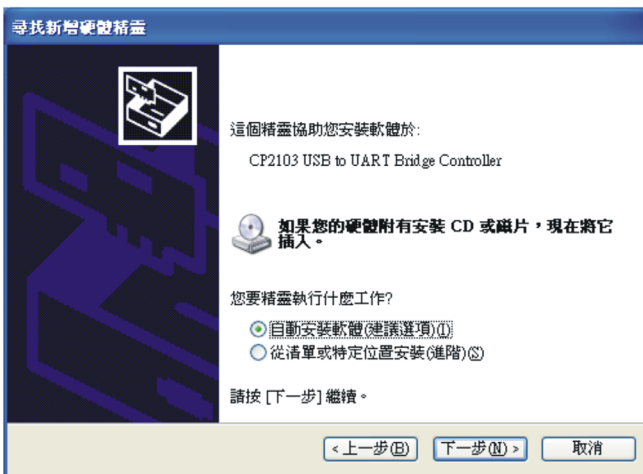 尋找新增硬體精靈
這個精靈協助您安裝軟體於:
CP2103 USB to UART Bridge Controller
如果您的硬體附有安裝 CD 或磁片，現在將它
插入。
您要精靈執行什麼工作?
自動安裝軟體(建議選項)(I)
從清單或特定位置安裝(進階)(S)
請按 [下一步] 繼續。
<上一步(B) 下一步(N)> 取消